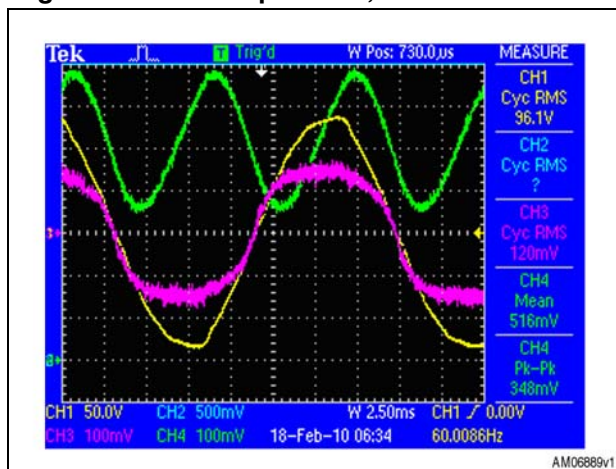 Tek Trig'd W Pos: 730.0µs MEASURE
CH1
Cyc RMS
96.1V
CH2
Cyc RMS
?
CH3
Cyc RMS
120mV
CH4
Mean
516mV
CH4
Pk-Pk
348mV
CH1 50.0V CH2 500mV W 2.50ms CH1 0.00V
CH3 100mV CH4 100mV 18-Feb-10 06:34 60.0086Hz
AM06889v1